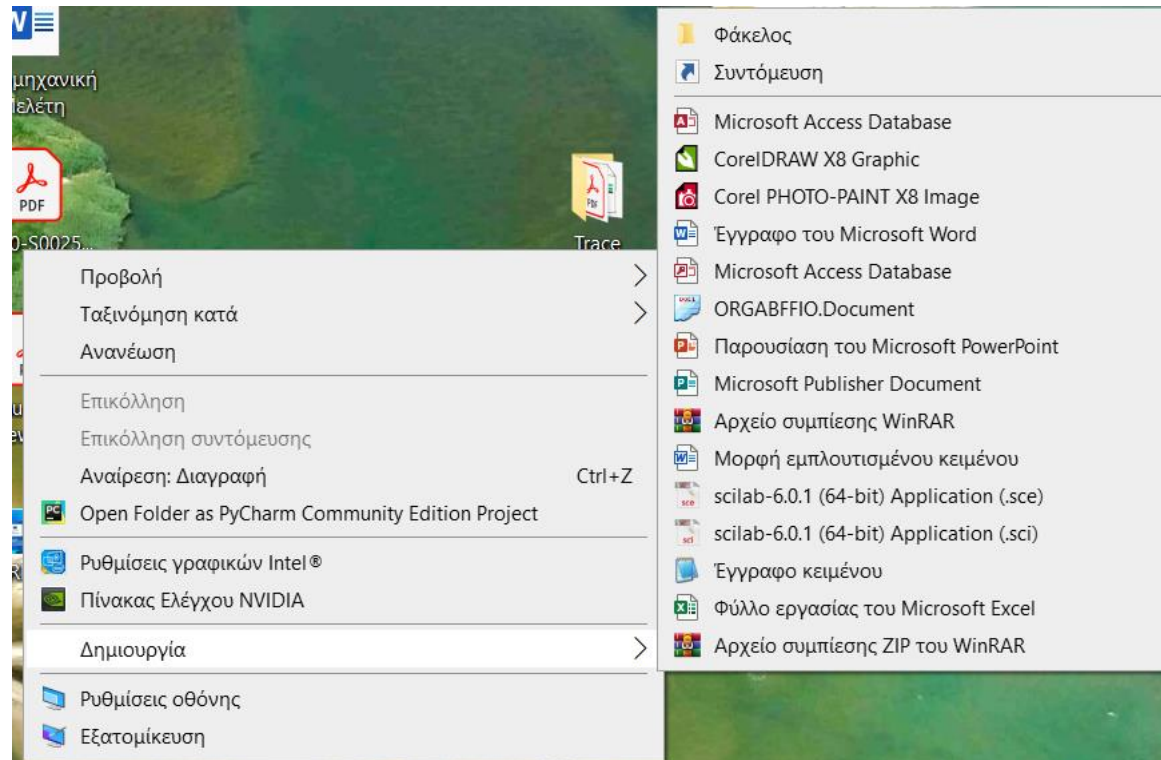 μηχανική
PDF
0-S0025...
PDF
Trace
Προβολή
Ταξινόμηση κατά
Ανανέωση
Επικόλληση
Επικόλληση συντόμευσης
Αναίρεση: Διαγραφή Ctrl+Z
Open Folder as PyCharm Community Edition Project
Ρυθμίσεις γραφικών Intel®
Πίνακας Ελέγχου NVIDIA
Δημιουργία
Ρυθμίσεις οθόνης
Εξατομίκευση
Φάκελος
Συντόμευση
Microsoft Access Database
CorelDRAW X8 Graphic
Corel PHOTO-PAINT X8 Image
Έγγραφο του Microsoft Word
Microsoft Access Database
ORGABFFIO.Document
Παρουσίαση του Microsoft PowerPoint
Microsoft Publisher Document
Αρχείο συμπίεσης WinRAR
Μορφή εμπλουτισμένου κειμένου
scilab-6.0.1 (64-bit) Application (.sce)
scilab-6.0.1 (64-bit) Application (.sci)
Έγγραφο κειμένου
Φύλλο εργασίας του Microsoft Excel
Αρχείο συμπίεσης ZIP του WinRAR